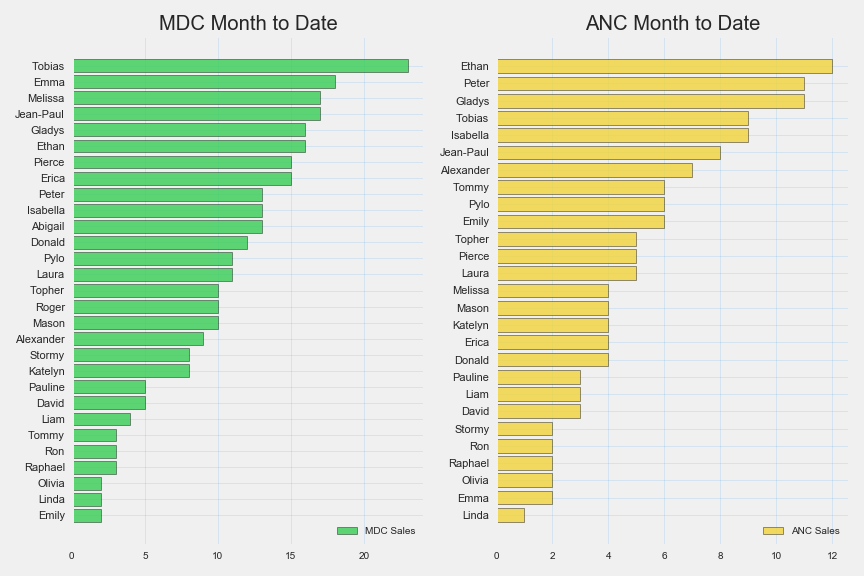 MDC Month to Date
Tobias
Emma
Melissa
Jean-Paul
Gladys
Ethan
Pierce
Erica
Peter
Isabella
Abigail
Donald
Pylo
Laura
Topher
Roger
Mason
Alexander
Stormy
Katelyn
Pauline
David
Liam
Tommy
Ron
Raphael
Olivia
Linda
Emily
MDC Sales
0 5 10 15 20
ANC Month to Date
Ethan
Peter
Gladys
Tobias
Isabella
Jean-Paul
Alexander
Tommy
Pylo
Emily
Topher
Pierce
Laura
Melissa
Mason
Katelyn
Erica
Donald
Pauline
Liam
David
Stormy
Ron
Raphael
Olivia
Emma
Linda
ANC Sales
0 2 4 6 8 10 12